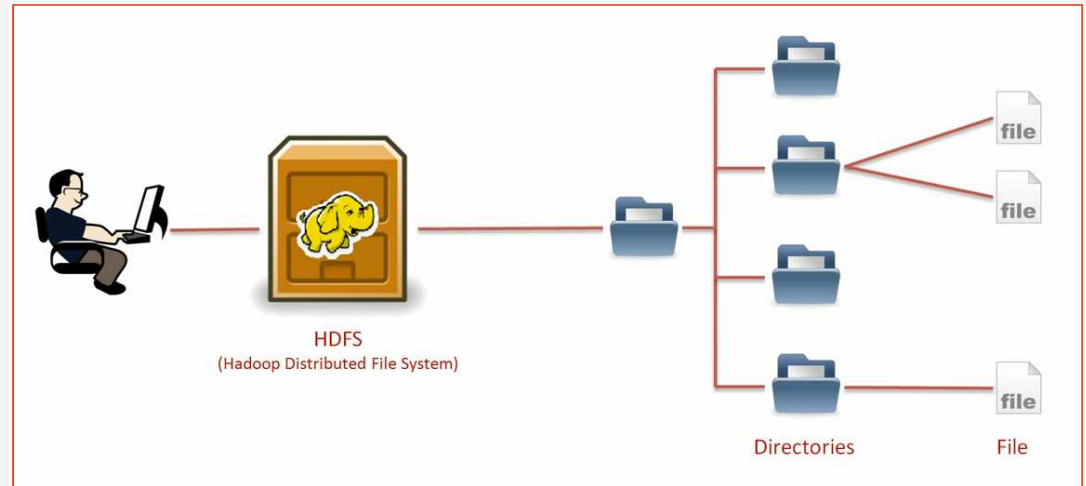 file
file
HDFS
(Hadoop Distributed File System)
file
Directories
File